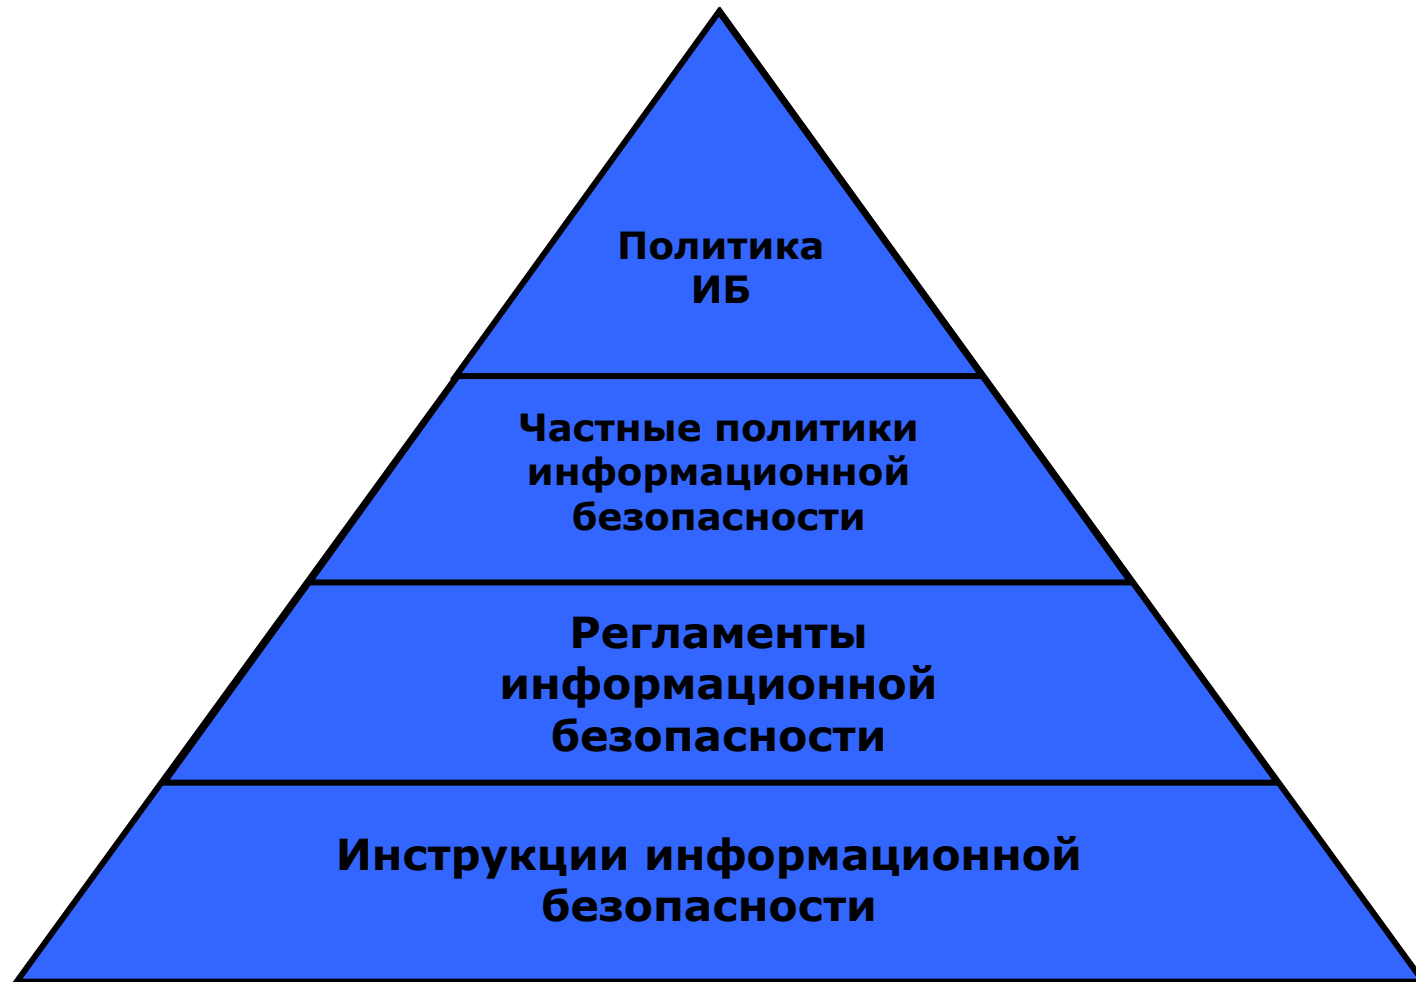 Политика
ИБ
Частные политики
информационной
безопасности
Регламенты
информационной
безопасности
Инструкции информационной
безопасности